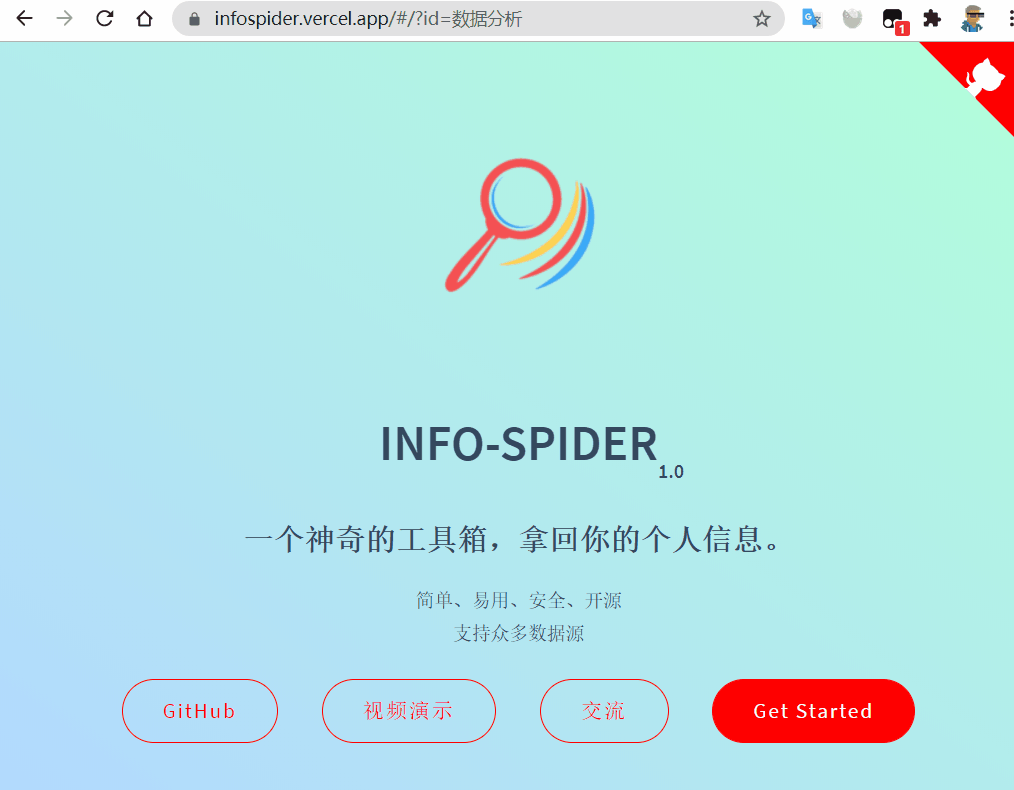 infospider.vercel.app/#/?id=数据分析
1
INFO-SPIDER
1.0
一个神奇的工具箱，拿回你的个人信息。
简单、易用、安全、开源
支持众多数据源
GitHub 视频演示 交流 Get Started